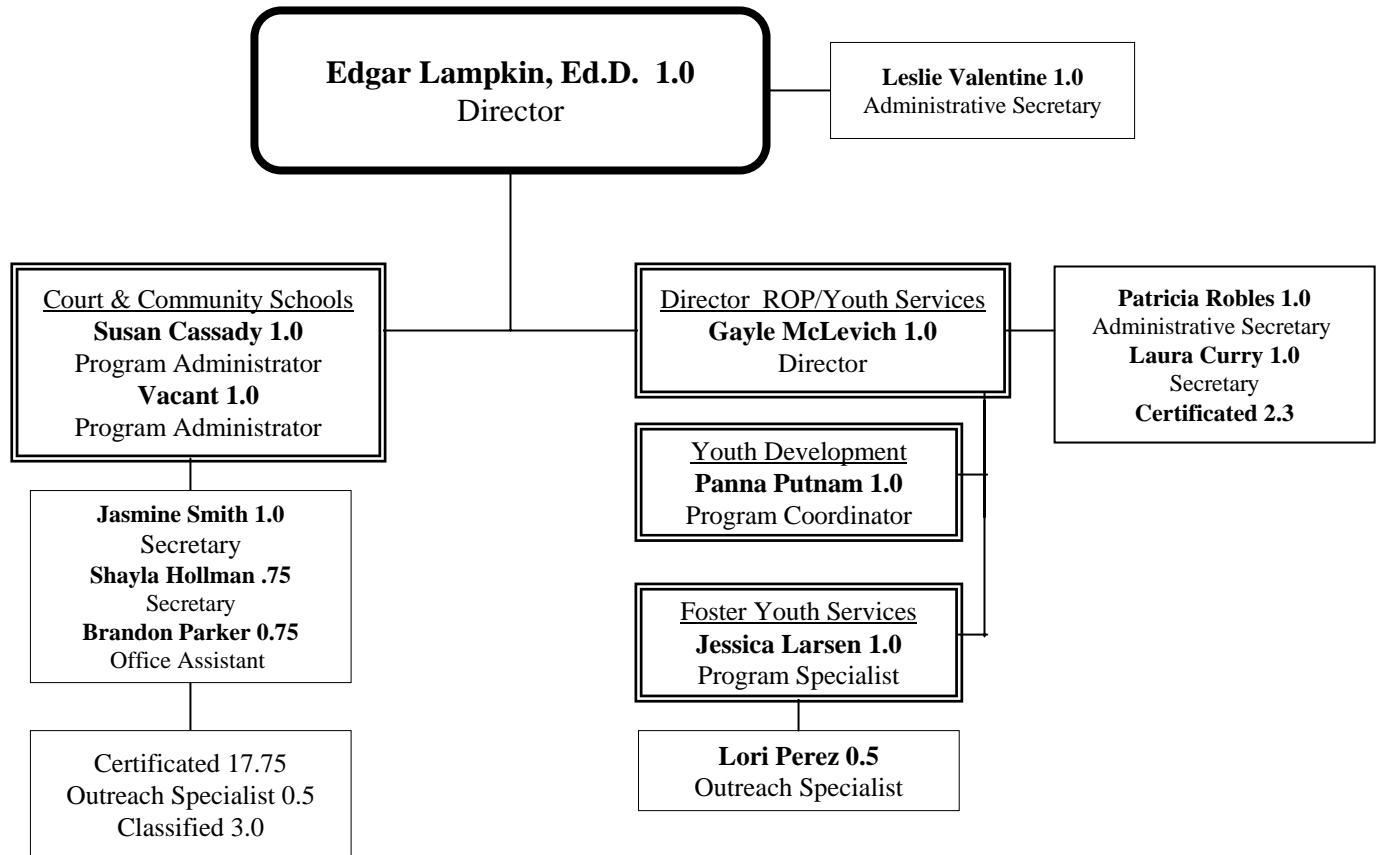 Edgar Lampkin, Ed.D. 1.0
Director
Leslie Valentine 1.0
Administrative Secretary
Court & Community Schools
Susan Cassady 1.0
Program Administrator
Vacant 1.0
Program Administrator
Director ROP/Youth Services
Gayle McLevich 1.0
Director
Patricia Robles 1.0
Administrative Secretary
Laura Curry 1.0
Secretary
Certificated 2.3
Youth Development
Panna Putnam 1.0
Program Coordinator
Jasmine Smith 1.0
Secretary
Shayla Hollman .75
Secretary
Brandon Parker 0.75
Office Assistant
Foster Youth Services
Jessica Larsen 1.0
Program Specialist
Certificated 17.75
Outreach Specialist 0.5
Classified 3.0
Lori Perez 0.5
Outreach Specialist